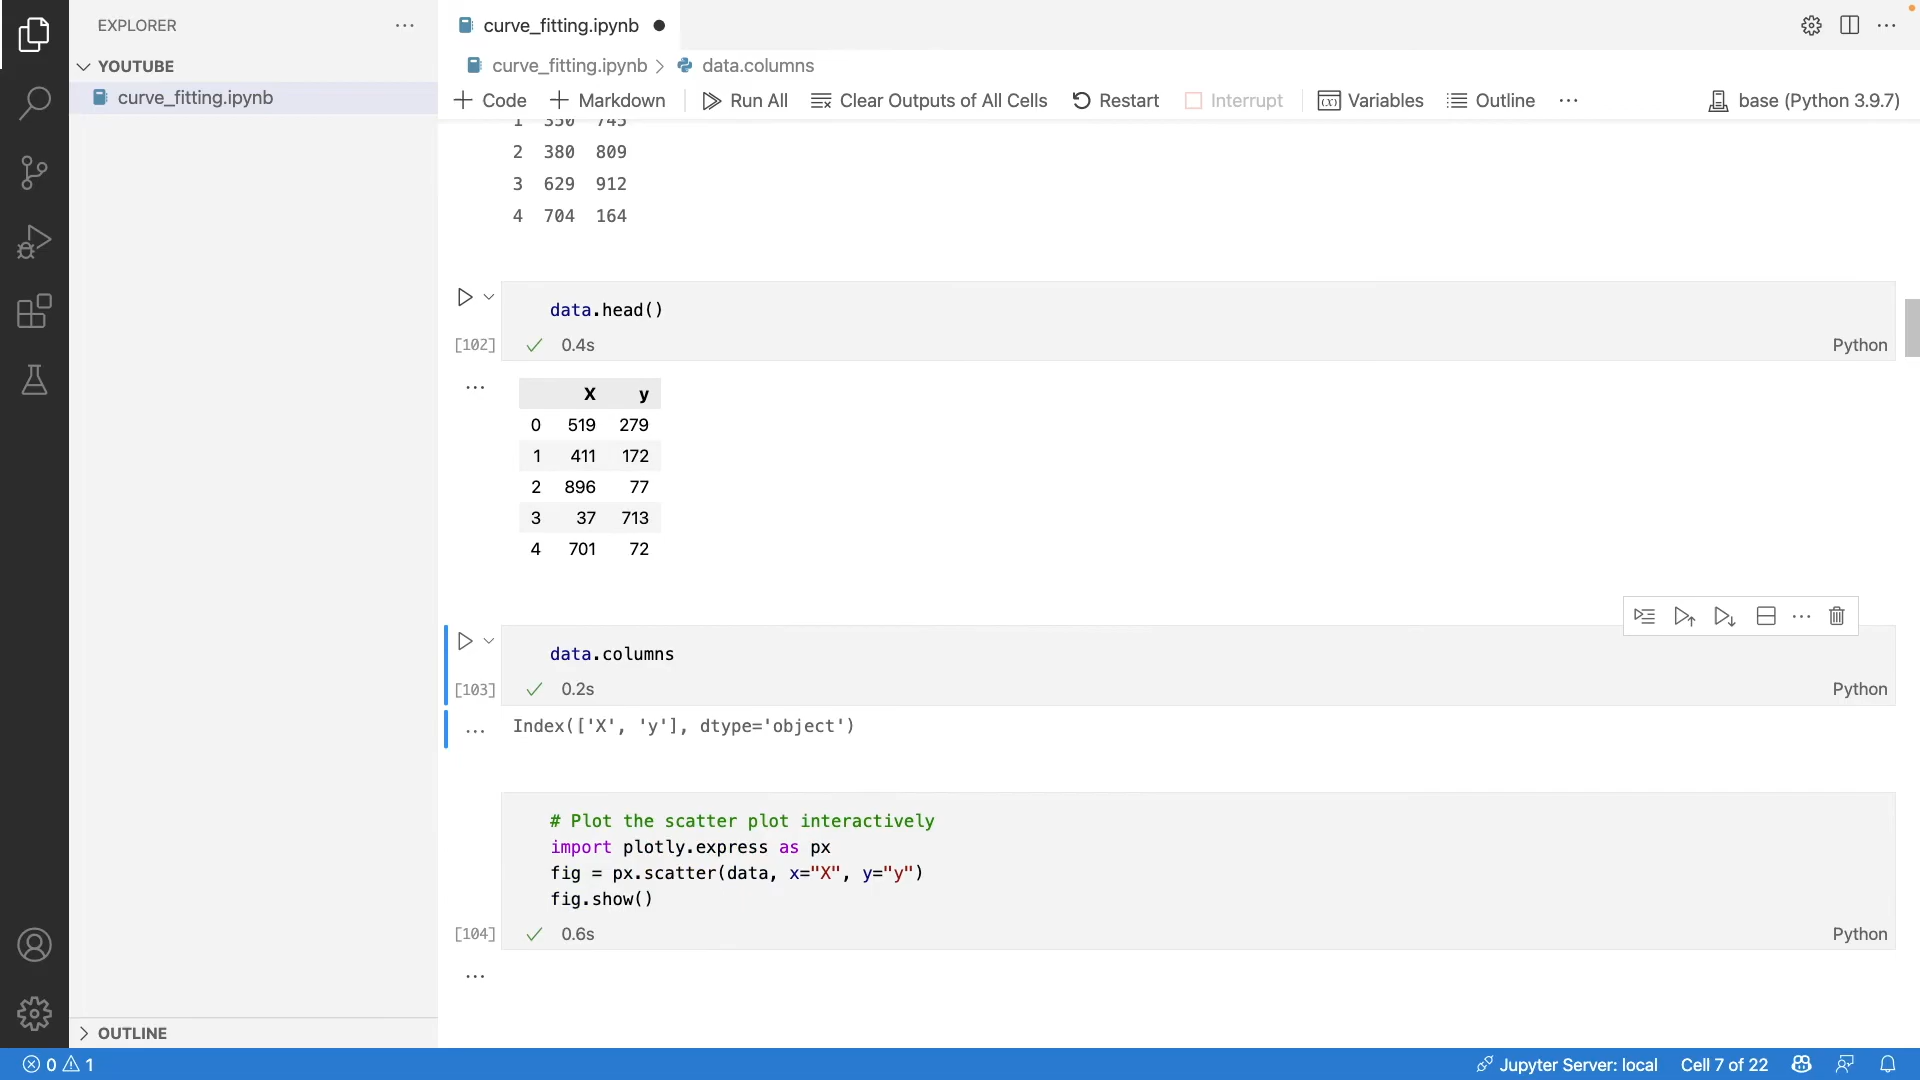 EXPLORER
YOUTUBE
curve_fitting.ipynb
OUTLINE
curve_fitting.ipynb
curve_fitting.ipynb > data.columns
Code Markdown Run All Clear Outputs of All Cells Restart Interrupt Variables Outline ... base (Python 3.9.7)
1 350 745
2 380 809
3 629 912
4 704 164
data.head()
[102] 0.4s Python
X y
0 519 279
1 411 172
2 896 77
3 37 713
4 701 72
data.columns
[103] 0.2s Python
Index(['X', 'y'], dtype='object')
# Plot the scatter plot interactively
import plotly.express as px
fig = px.scatter(data, x="X", y="y")
fig.show()
[104] 0.6s Python
0 1 Jupyter Server: local Cell 7 of 22